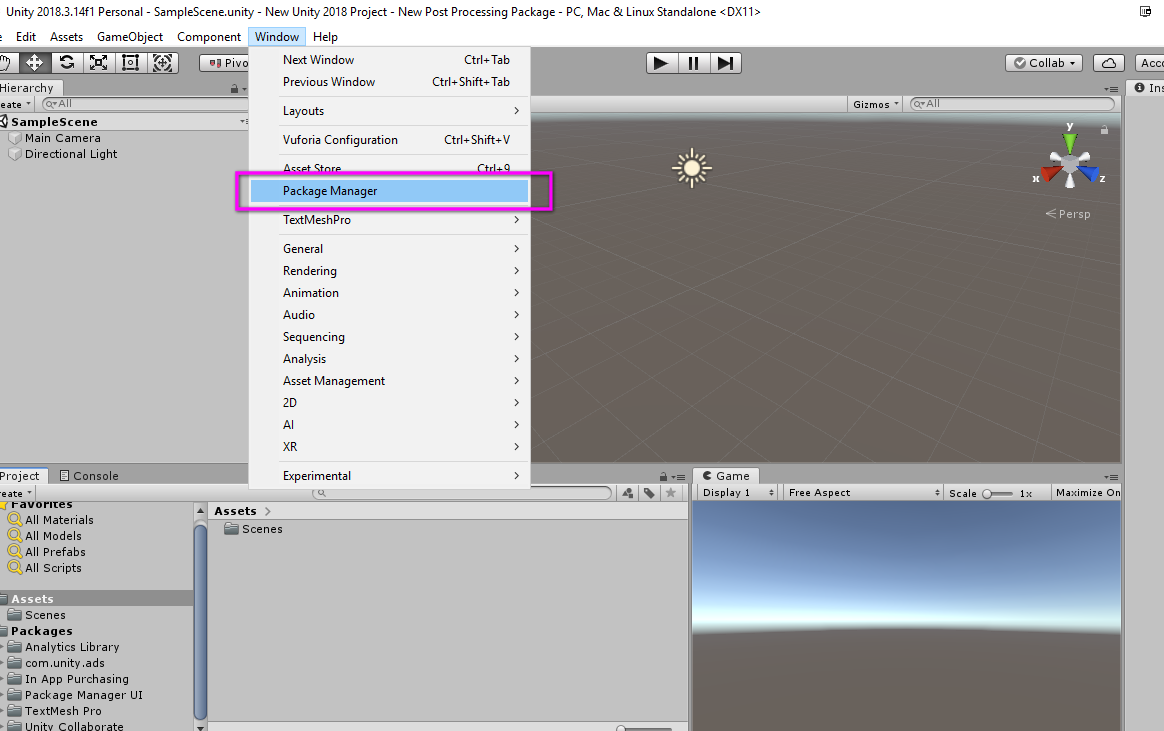 Unity 2018.3.14f1 Personal - SampleScene.unity - New Unity 2018 Project - New Post Processing Package - PC, Mac & Linux Standalone <DX11>
Edit Assets GameObject Component Window Help
Pivo
Collab
Acco
Hierarchy
eate
All
SampleScene
Main Camera
Directional Light
Next Window Ctrl+Tab
Previous Window Ctrl+Shift+Tab
Layouts
Vuforia Configuration Ctrl+Shift+V
Asset Store Ctrl+9
Package Manager
TextMeshPro
General
Rendering
Animation
Audio
Sequencing
Analysis
Asset Management
2D
AI
XR
Experimental
Gizmos
All
y
x
z
Persp
Ins
Project
Console
reate
Favorites
All Materials
All Models
All Prefabs
All Scripts
Assets
Scenes
Packages
Analytics Library
com.unity.ads
In App Purchasing
Package Manager UI
TextMesh Pro
Unity Collaborate
Assets
Scenes
Game
Display 1
Free Aspect
Scale
1x
Maximize On